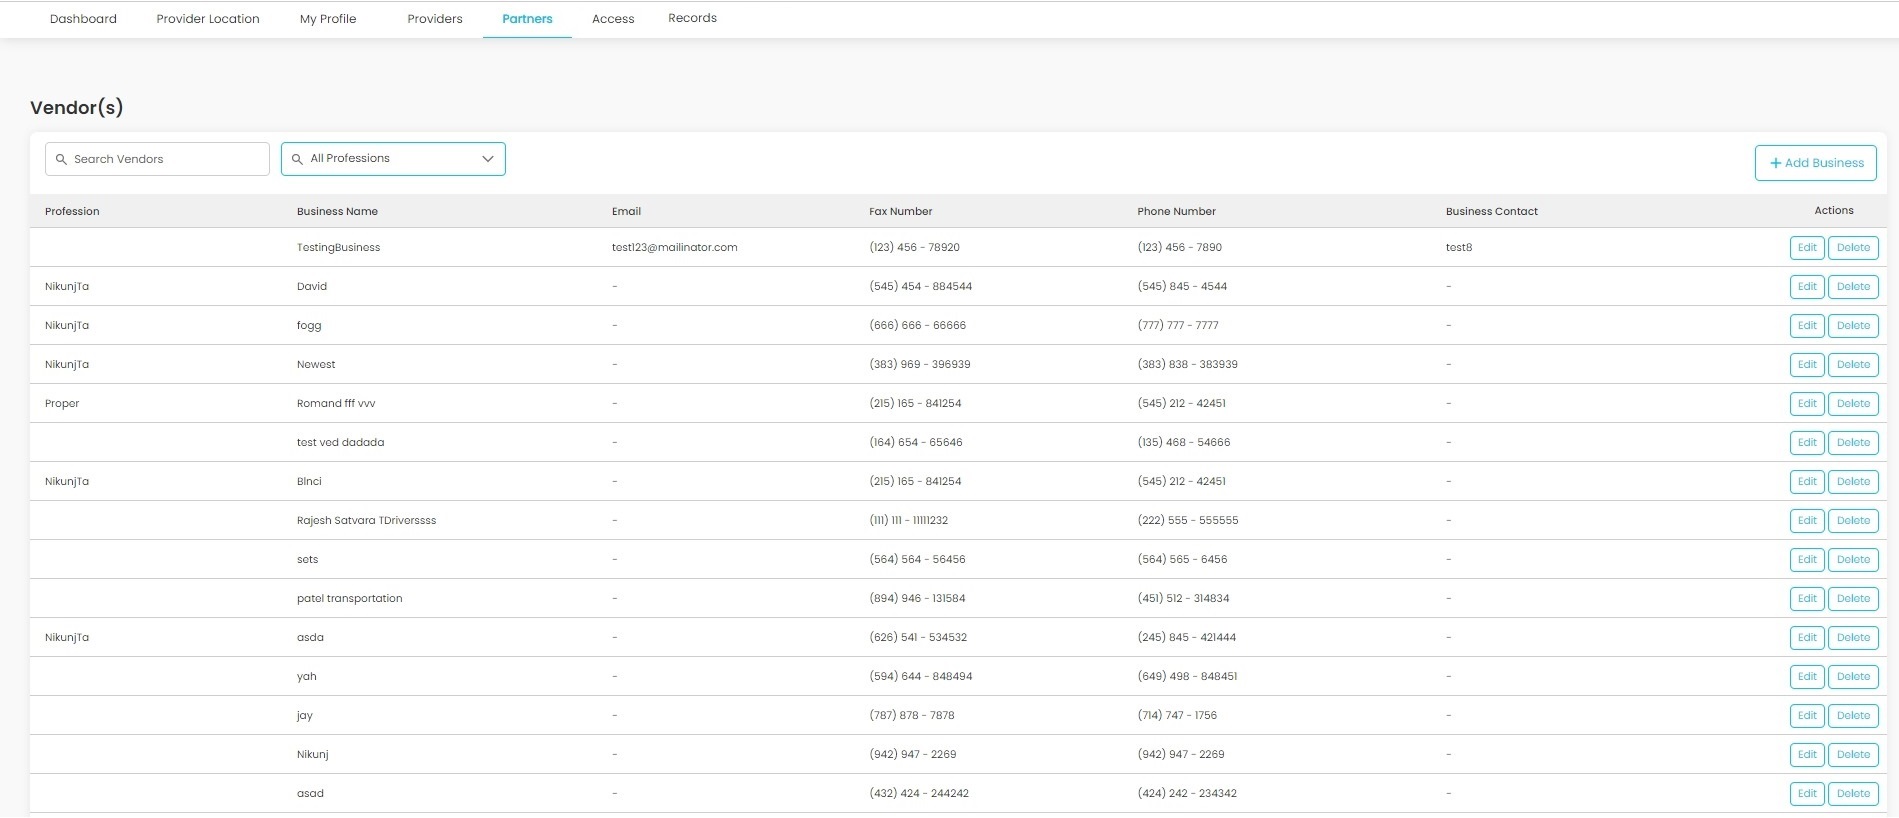 Dashboard Provider Location My Profile Providers Partners Access Records
Vendor(s)
Search Vendors All Professions + Add Business
Profession Business Name Email Fax Number Phone Number Business Contact Actions
TestingBusiness test123@mailinator.com (123) 456 - 78920 (123) 456 - 7890 test8 Edit Delete
NikunjTa David - (545) 454 - 884544 (545) 845 - 4544 - Edit Delete
NikunjTa fogg - (666) 666 - 66666 (777) 777 - 7777 - Edit Delete
NikunjTa Newest - (383) 969 - 396939 (383) 838 - 383939 - Edit Delete
Proper Romand fff vvv - (215) 165 - 841254 (545) 212 - 42451 - Edit Delete
test ved dadada - (164) 654 - 65646 (135) 468 - 54666 - Edit Delete
NikunjTa Blnci - (215) 165 - 841254 (545) 212 - 42451 - Edit Delete
Rajesh Satvara TDriverssss - (111) 111 - 11111232 (222) 555 - 555555 - Edit Delete
sets - (564) 564 - 56456 (564) 565 - 6456 - Edit Delete
patel transportation - (894) 946 - 131584 (451) 512 - 314834 - Edit Delete
NikunjTa asda - (626) 541 - 534532 (245) 845 - 421444 - Edit Delete
yah - (594) 644 - 848494 (649) 498 - 848451 - Edit Delete
jay - (787) 878 - 7878 (714) 747 - 1756 - Edit Delete
Nikunj - (942) 947 - 2269 (942) 947 - 2269 - Edit Delete
asad - (432) 424 - 244242 (424) 242 - 234342 - Edit Delete